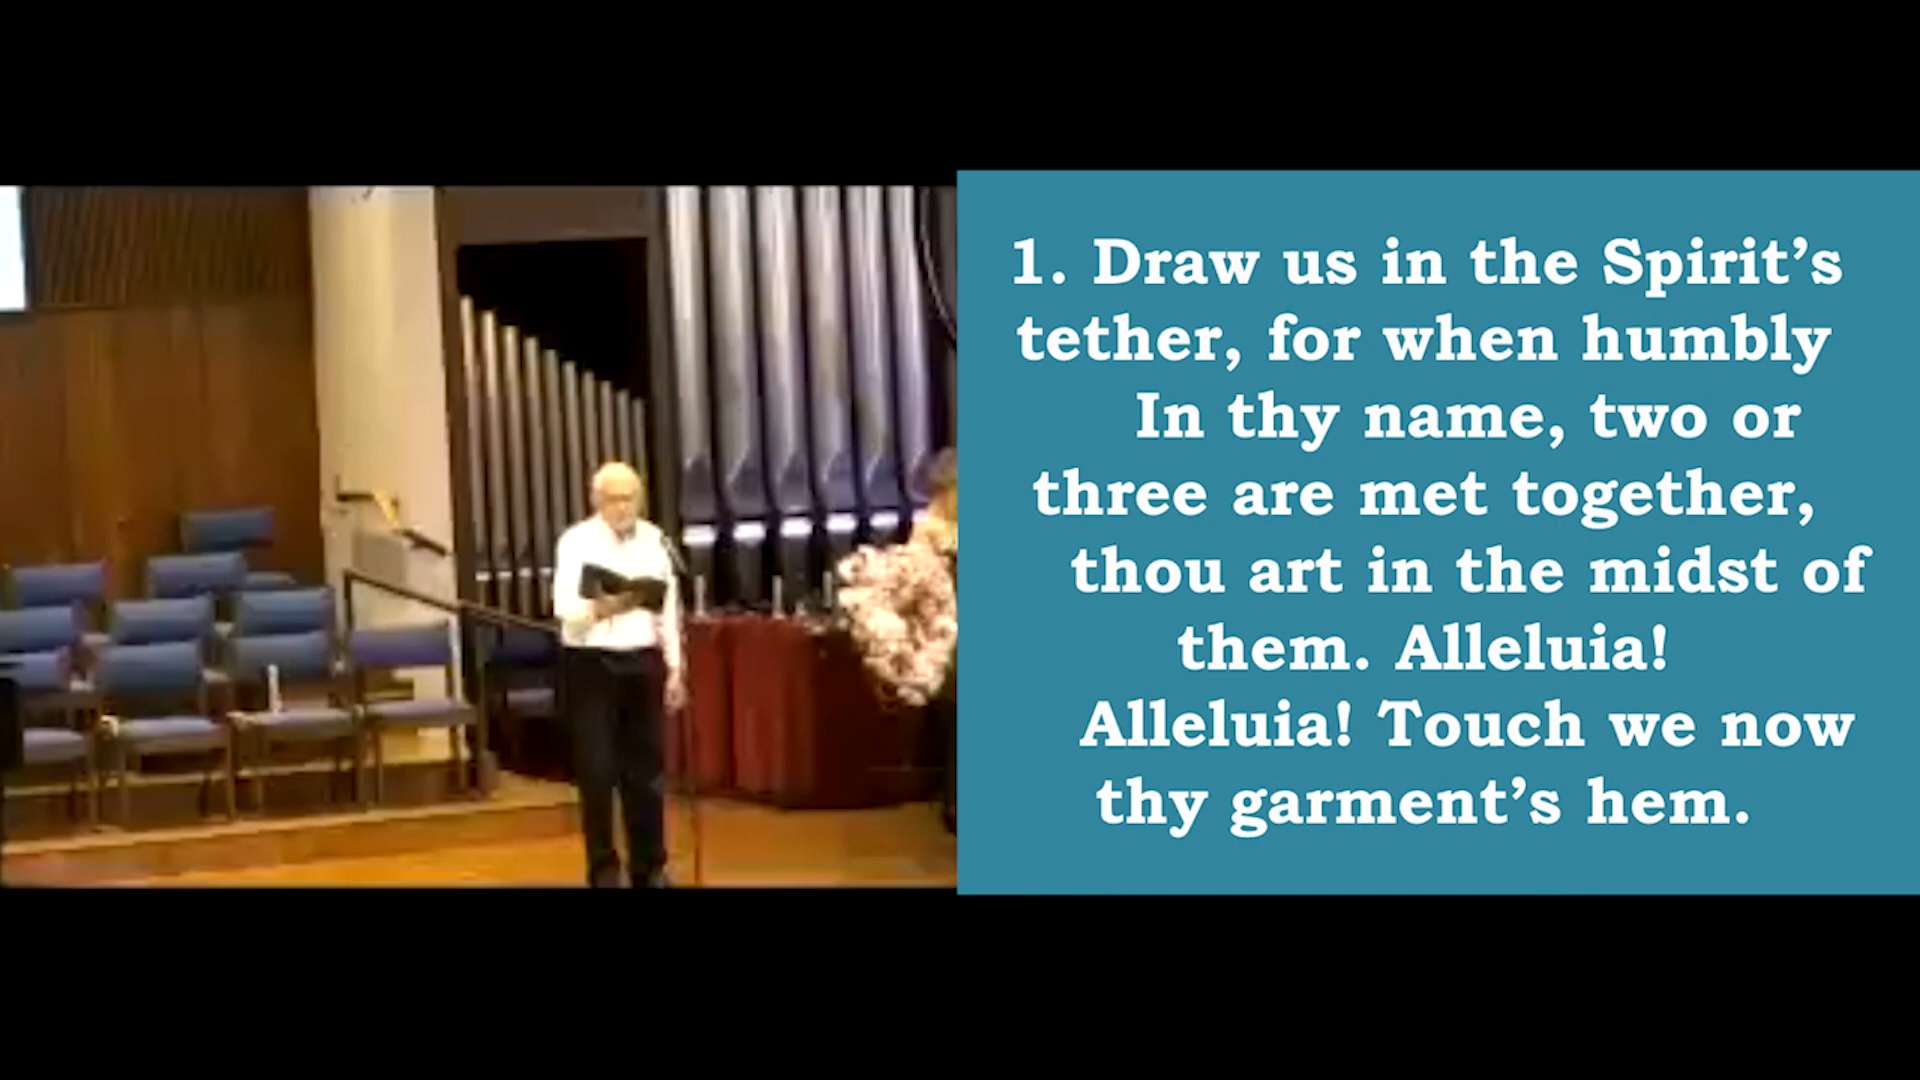 1. Draw us in the Spirit’s
tether, for when humbly
In thy name, two or
three are met together,
thou art in the midst of
them. Alleluia!
Alleluia! Touch we now
thy garment’s hem.